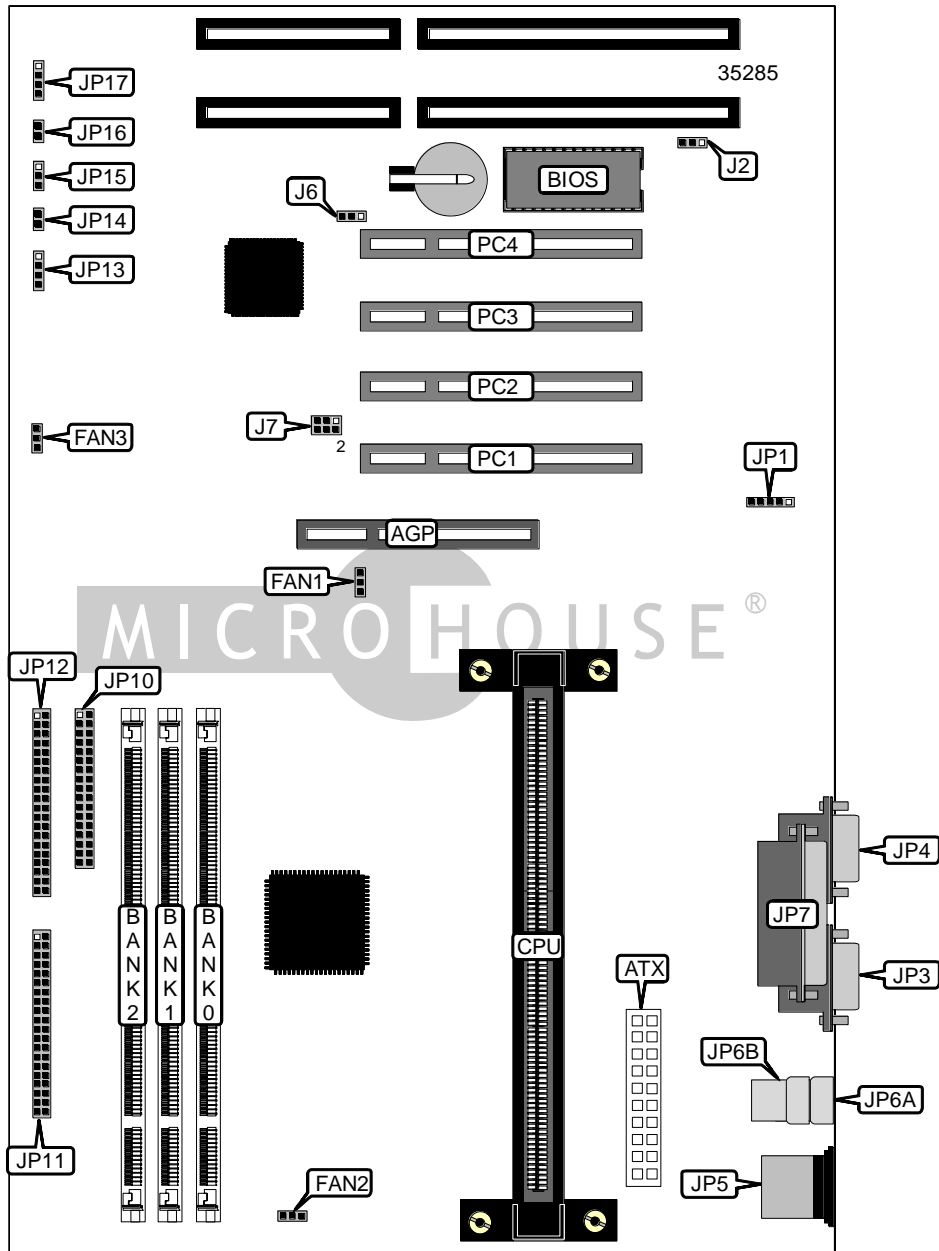 35285
JP17
JP16
JP15
JP14
JP13
J2
BIOS
J6
PC4
PC3
PC2
J7
2
PC1
FAN3
JP1
AGP
FAN1
MICROHOUSE®
JP12
JP10
JP4
JP7
BANK2
BANK1
BANK0
CPU
ATX
JP3
JP6B
JP6A
JP11
FAN2
JP5